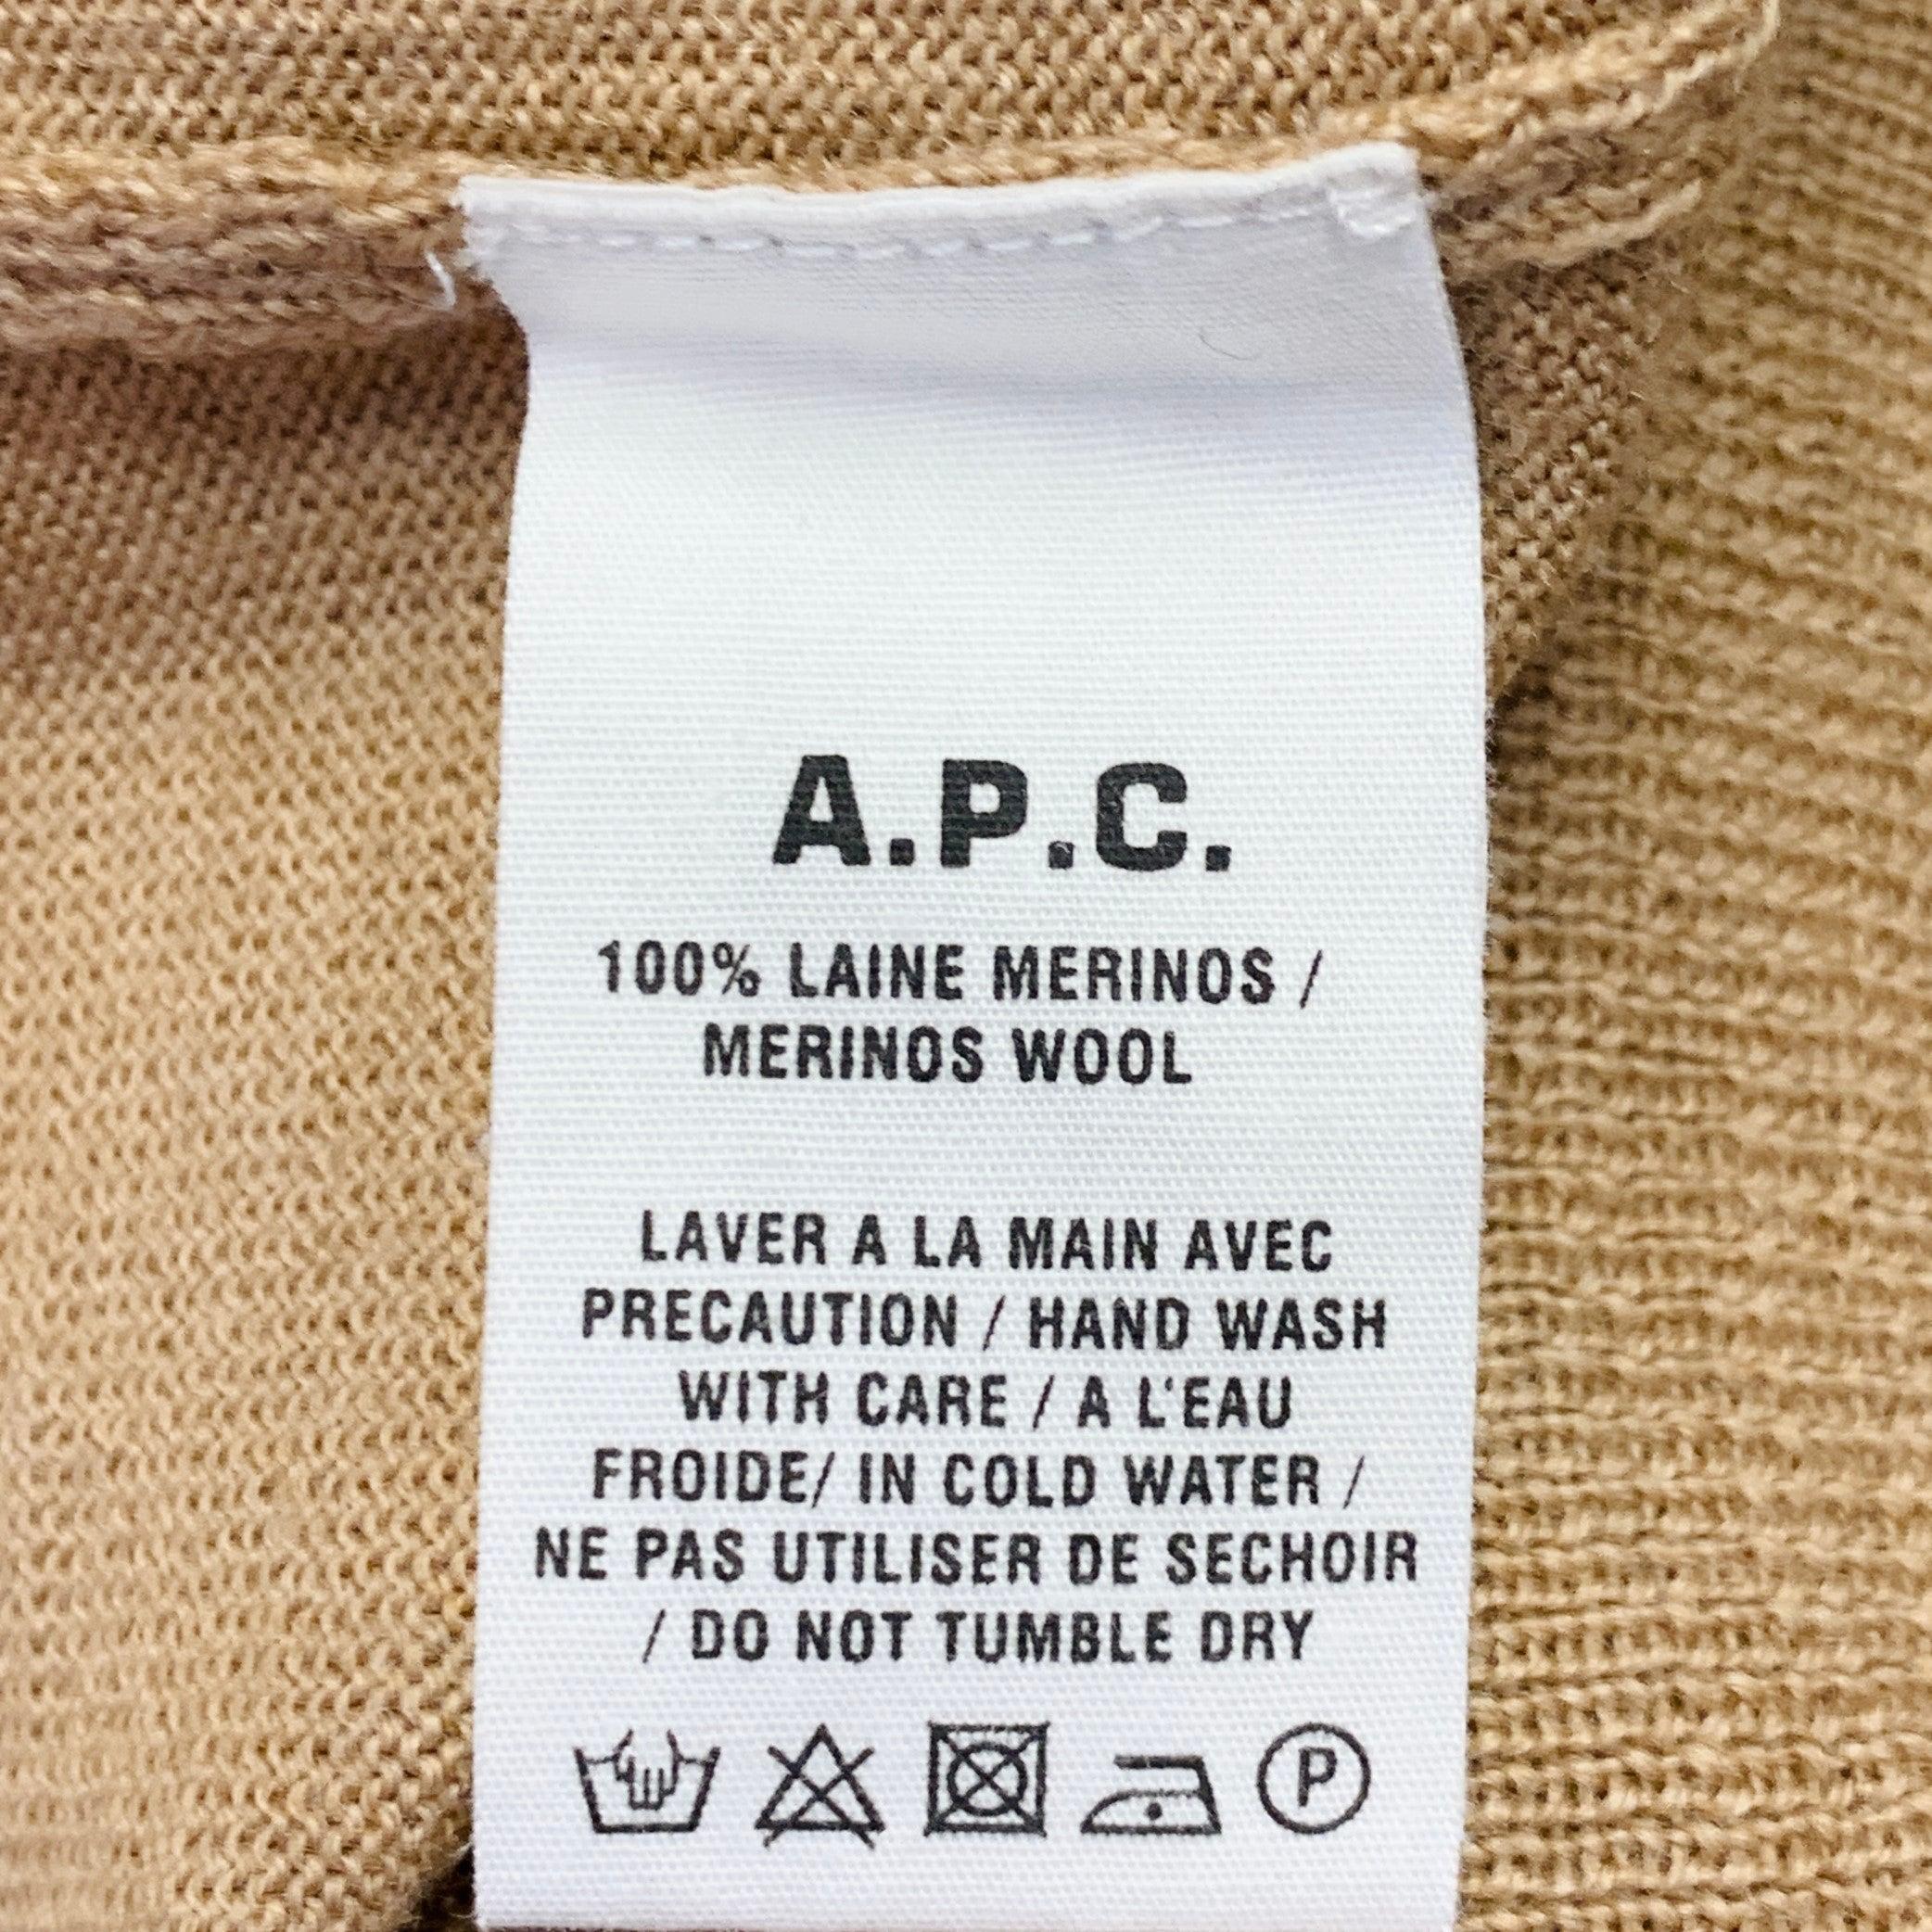 A.P.C.
100% LAINE MERINOS /
MERINOS WOOL
LAVER A LA MAIN AVEC
PRECAUTION / HAND WASH
WITH CARE / A L'EAU
FROIDE/ IN COLD WATER /
NE PAS UTILISER DE SECHOIR
/ DO NOT TUMBLE DRY
P